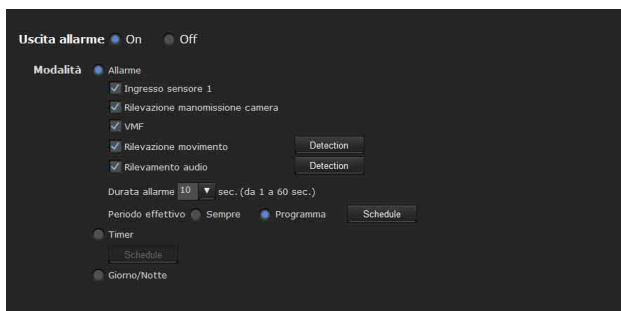 Uscita allarme On Off
Modalità Allarme
Ingresso sensore 1
Rilevazione manomissione camera
VMF
Rilevazione movimento Detection
Rilevamento audio Detection
Durata allarme 10 sec. (da 1 a 60 sec.)
Periodo effettivo Sempre Programma Schedule
Timer
Schedule
Giorno/Notte